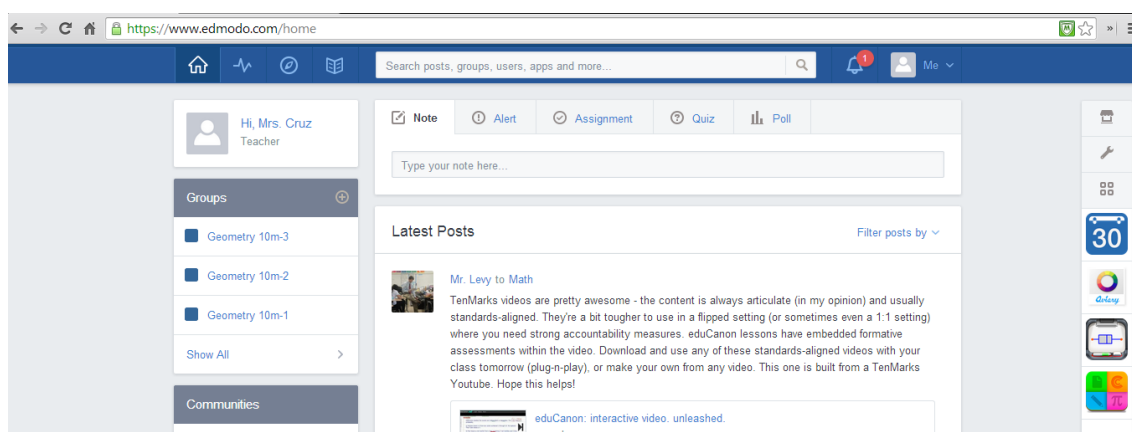 https://www.edmodo.com/home
Search posts, groups, users, apps and more...
1
Me
Hi, Mrs. Cruz
Teacher
Groups
Geometry 10m-3
Geometry 10m-2
Geometry 10m-1
Show All
Communities
Note
Alert
Assignment
Quiz
Poll
Type your note here...
Latest Posts
Filter posts by
Mr. Levy to Math
TenMarks videos are pretty awesome - the content is always articulate (in my opinion) and usually
standards-aligned. They're a bit tougher to use in a flipped setting (or sometimes even a 1:1 setting)
where you need strong accountability measures. eduCanon lessons have embedded formative
assessments within the video. Download and use any of these standards-aligned videos with your
class tomorrow (plug-n-play), or make your own from any video. This one is built from a TenMarks
Youtube. Hope this helps!
eduCanon: interactive video. unleashed.
30
Aviary